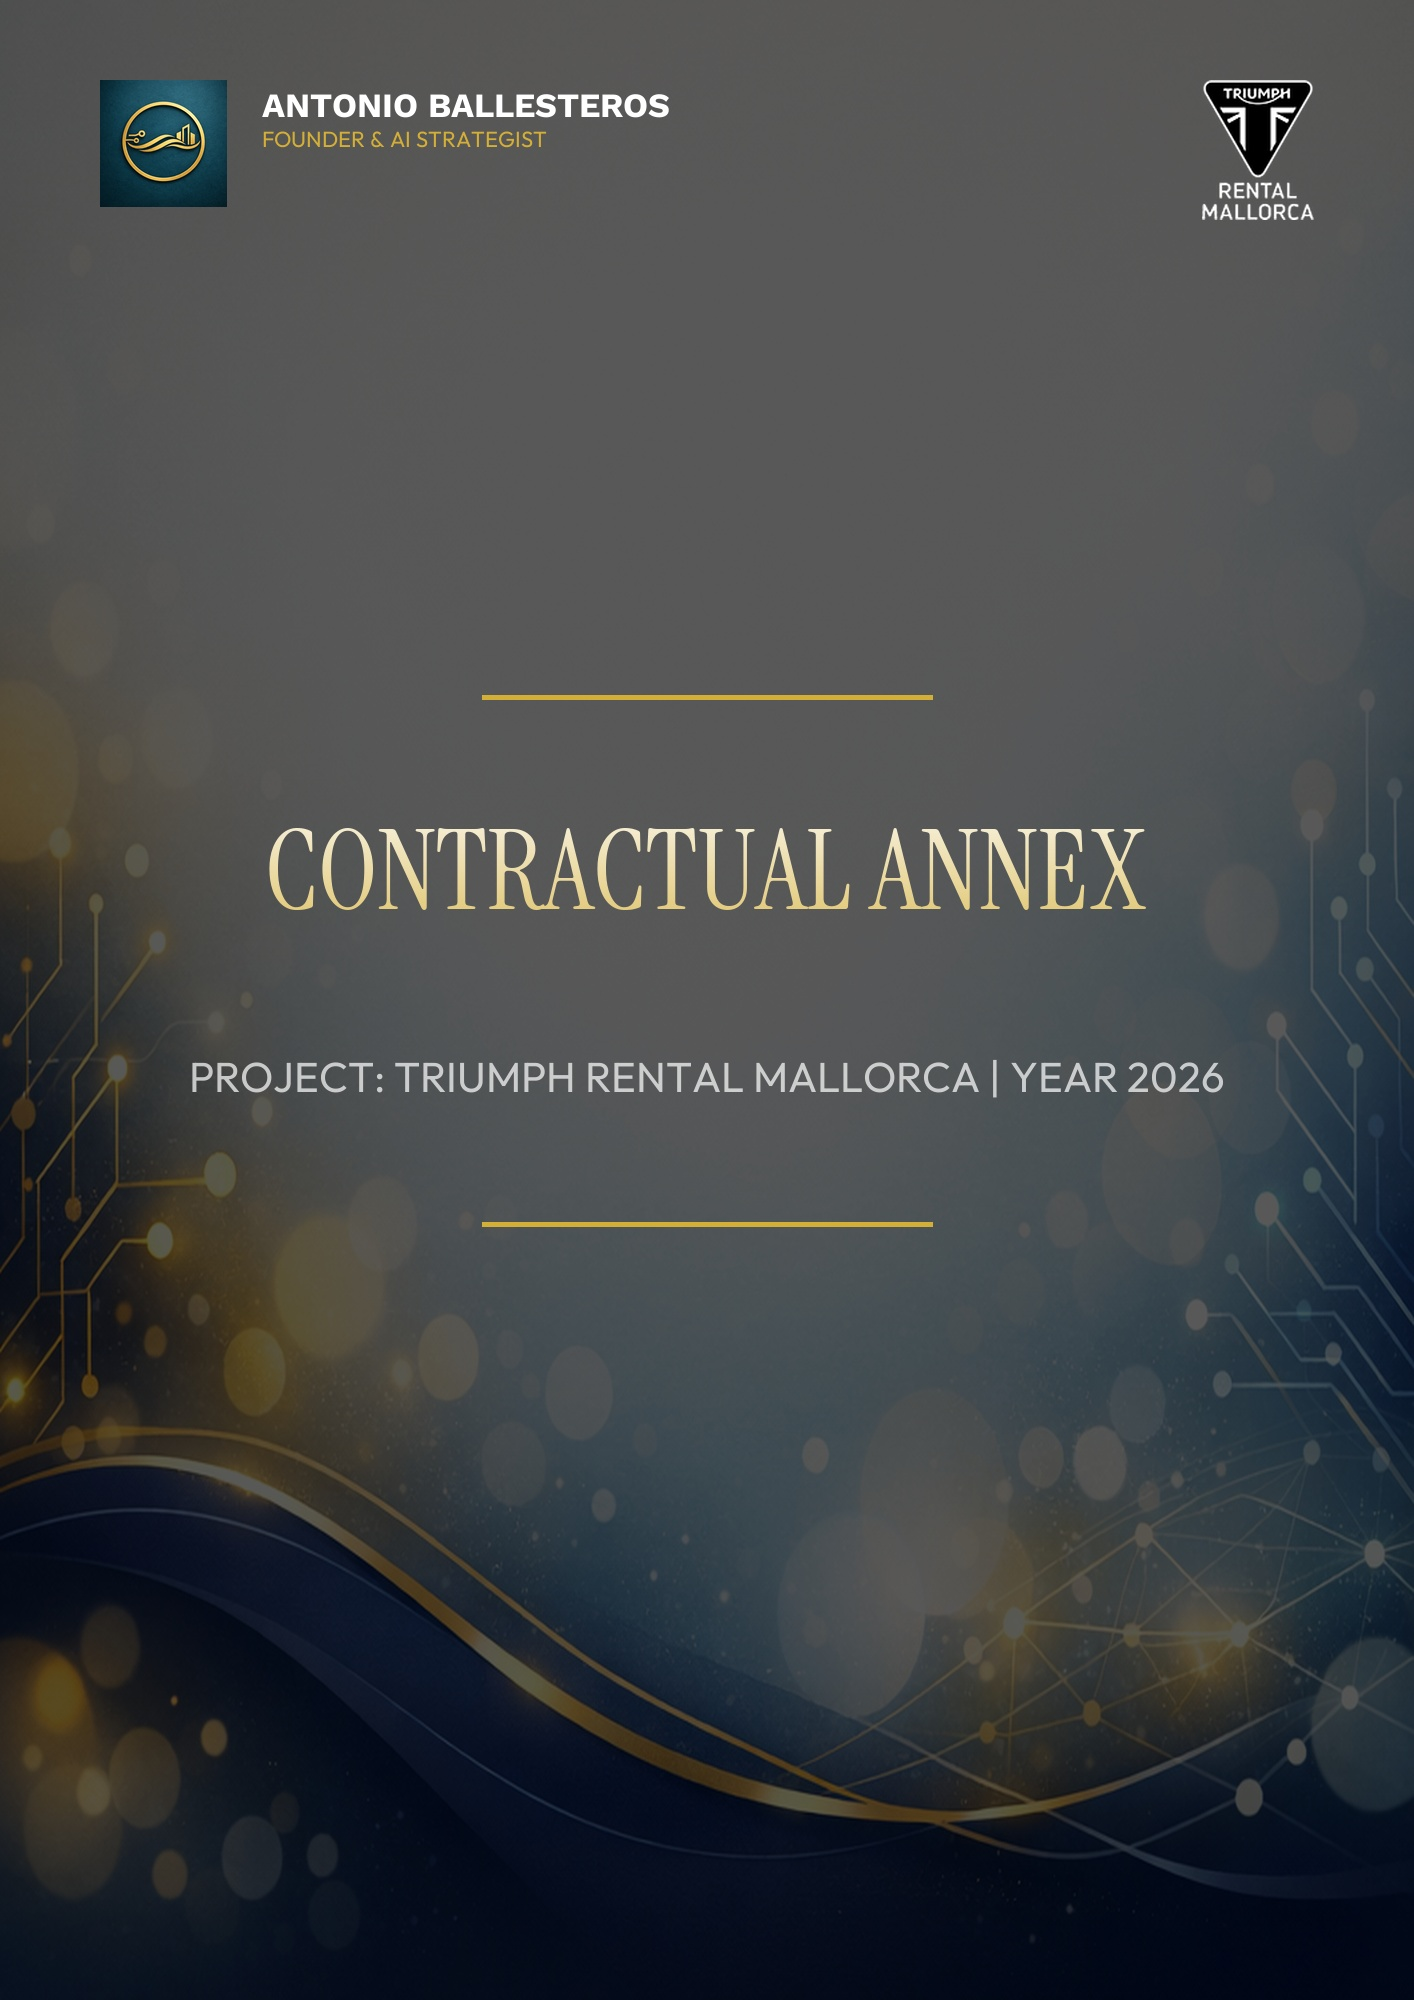 ANTONIO BALLESTEROS
FOUNDER & AI STRATEGIST
TRIUMPH
RENTAL
MALLORCA
CONTRACTUAL ANNEX
PROJECT: TRIUMPH RENTAL MALLORCA | YEAR 2026